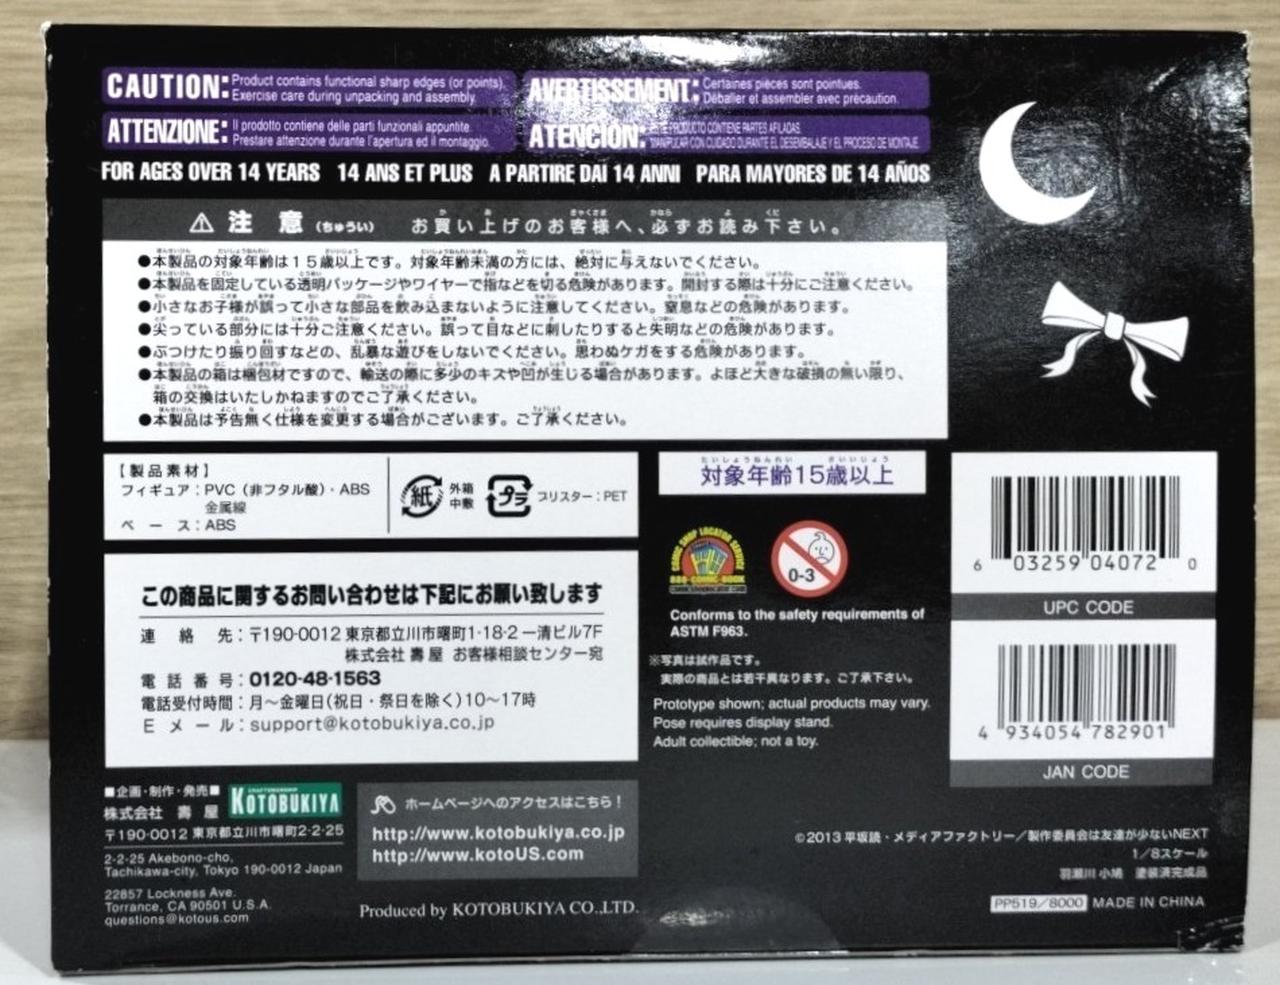 CAUTION: Product contains functional sharp edges (or points).
Exercise care during unpacking and assembly.
AVERTISSEMENT: Certaines pièces sont pointues.
Déballer et assembler avec précaution.
ATTENZIONE: Il prodotto contiene delle parti funzionali appuntite.
Prestare attenzione durante l'apertura ed il montaggio.
ATENCIÓN: ESTE PRODUCTO CONTIENE PARTES AFILADAS.
MANIPULAR CON CUIDADO DURANTE EL DESEMBALAJE Y EL PROCESO DE MONTAJE.
FOR AGES OVER 14 YEARS 14 ANS ET PLUS A PARTIRE DAI 14 ANNI PARA MAYORES DE 14 AÑOS
⚠注意(ちゅうい) お買い上げのお客様へ、必ずお読み下さい。
●本製品の対象年齢は15歳以上です。対象年齢未満の方には、絶対に与えないでください。
●本製品を固定している透明パッケージやワイヤーで指などを切る危険があります。開封する際は十分にご注意ください。
●小さなお子様が誤って小さな部品を飲み込まないように注意してください。窒息などの危険があります。
●尖っている部分には十分ご注意ください。誤って目などに刺したりすると失明などの危険があります。
●ぶつけたり振り回すなどの、乱暴な遊びをしないでください。思わぬケガをする危険があります。
●本製品の箱は梱包材ですので、輸送の際に多少のキズや凹が生じる場合があります。よほど大きな破損の無い限り、
箱の交換はいたしかねますのでご了承ください。
●本製品は予告無く仕様を変更する場合がございます。ご了承ください。
【製品素材】
フィギュア：PVC（非フタル酸）・ABS
金属線
ベース：ABS
紙 外箱
中敷
プラ ブリスター：PET
対象年齢15歳以上
たいしょうねんれい さいいじょう
COMIC SHOP LOCATOR SERVICE
888-COMIC-BOOK
0-3
Conforms to the safety requirements of
ASTM F963.
※写真は試作品です。
実際の商品とは若干異なります。ご了承下さい。
Prototype shown; actual products may vary.
Pose requires display stand.
Adult collectible; not a toy.
6 03259 04072 0
UPC CODE
4 934054 782901
JAN CODE
この商品に関するお問い合わせは下記にお願い致します
連絡先：〒190-0012 東京都立川市曙町1-18-2 一清ビル7F
株式会社 壽屋 お客様相談センター宛
電話番号：0120-48-1563
電話受付時間：月～金曜日(祝日・祭日を除く)10～17時
Eメール：support@kotobukiya.co.jp
■企画・制作・発売■
株式会社 壽屋
CRAFTSMANSHIP
KOTOBUKIYA
〒190-0012 東京都立川市曙町2-2-25
2-2-25 Akebono-cho,
Tachikawa-city, Tokyo 190-0012 Japan
22857 Lockness Ave.
Torrance, CA 90501 U.S.A.
questions@kotous.com
ホームページへのアクセスはこちら！
http://www.kotobukiya.co.jp
http://www.kotoUS.com
Produced by KOTOBUKIYA CO.,LTD.
©2013 平坂読・メディアファクトリー／製作委員会は友達が少ないNEXT
1/8スケール
羽瀬川 小鳩 塗装済完成品
PP519/8000 MADE IN CHINA